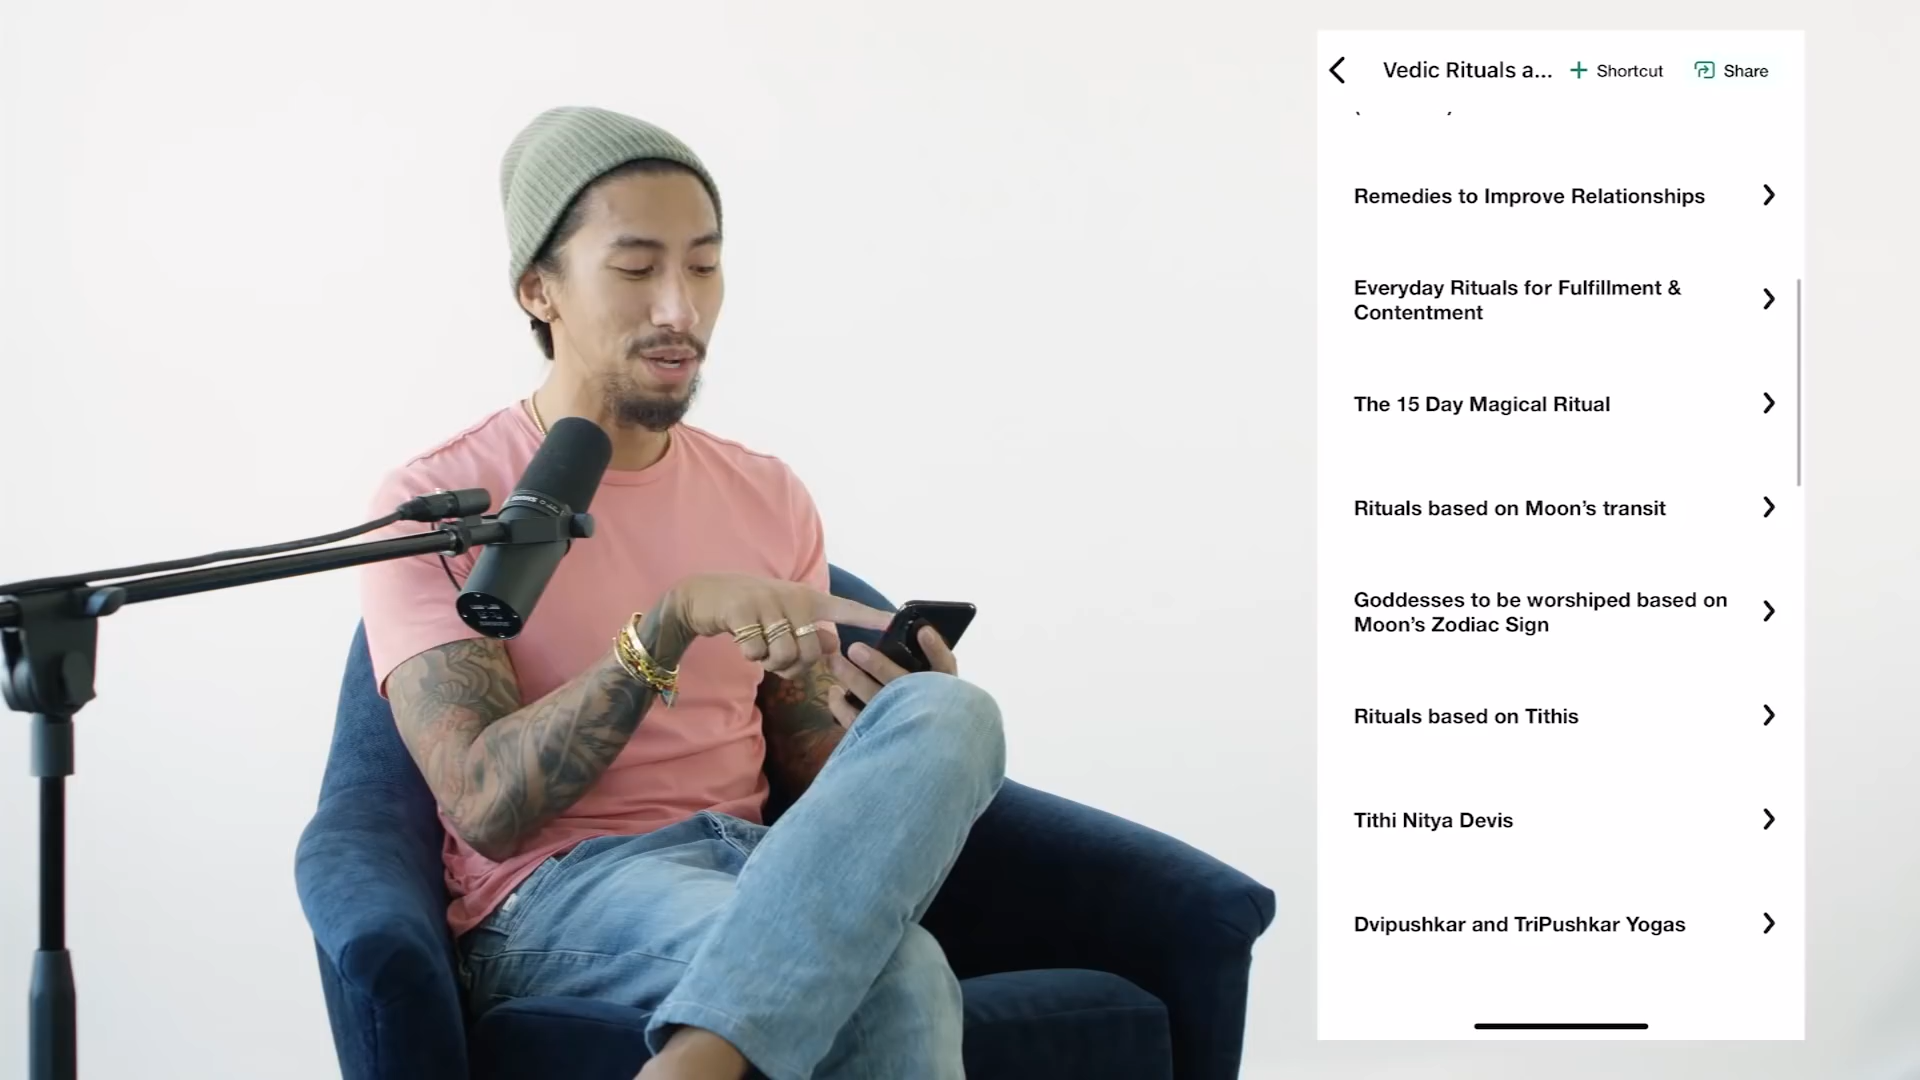 Vedic Rituals a...
Shortcut
Share
Remedies to Improve Relationships
Everyday Rituals for Fulfillment &
Contentment
The 15 Day Magical Ritual
Rituals based on Moon’s transit
Goddesses to be worshiped based on
Moon’s Zodiac Sign
Rituals based on Tithis
Tithi Nitya Devis
Dvipushkar and TriPushkar Yogas